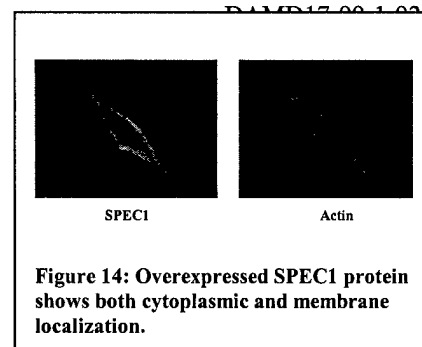 SPEC1 Actin
Figure 14: Overexpressed SPEC1 protein
shows both cytoplasmic and membrane
localization.